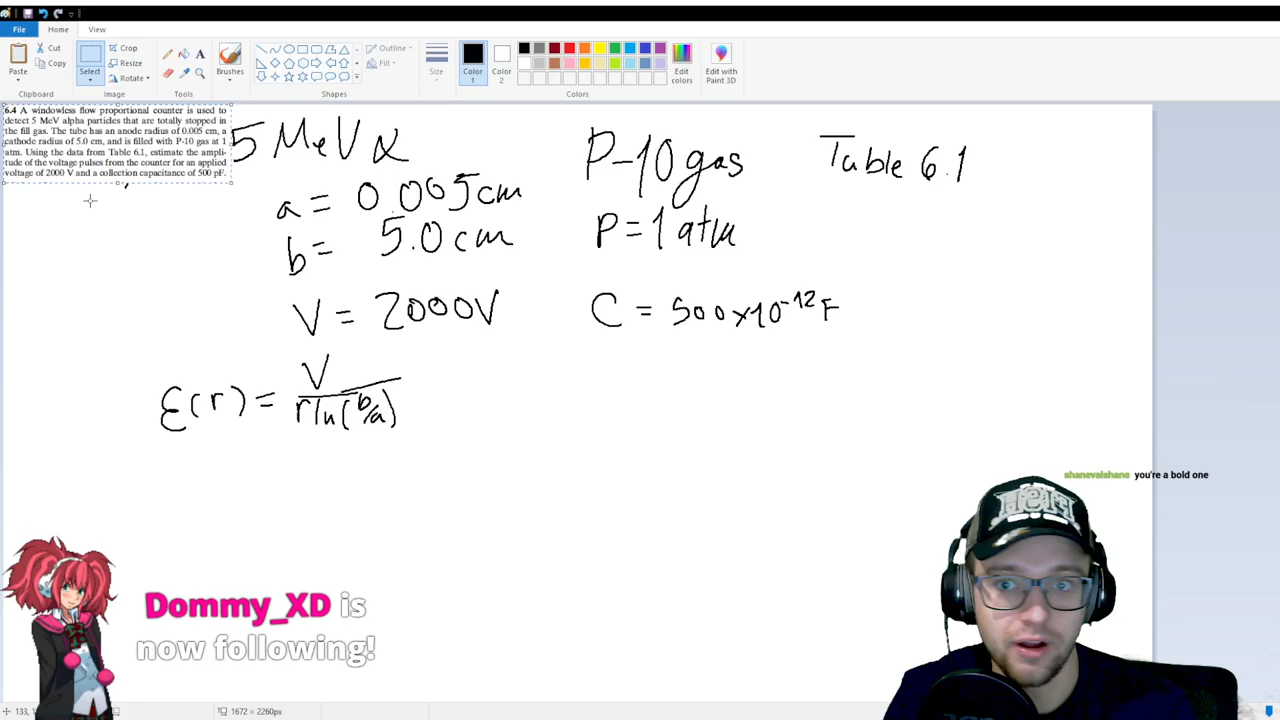 File Home View
Paste Cut Copy Clipboard
Select Crop Resize Rotate Image
A Tools
Brushes
Shapes Outline Fill
Size
Color 1 Color 2 Edit colors Colors
Edit with Paint 3D
6.4 A windowless flow proportional counter is used to
detect 5 MeV alpha particles that are totally stopped in
the fill gas. The tube has an anode radius of 0.005 cm, a
cathode radius of 5.0 cm, and is filled with P-10 gas at 1
atm. Using the data from Table 6.1, estimate the ampli-
tude of the voltage pulses from the counter for an applied
voltage of 2000 V and a collection capacitance of 500 pF.
5 MeV α
P-10 gas
Table 6.1
a = 0.005 cm
b = 5.0 cm
P = 1 atm
V = 2000V
C = 500x10⁻¹² F
ℰ(r) = V / r ln(b/a)
shanevalshane you're a bold one
Dommy_XD is
now following!
1672 × 2260px